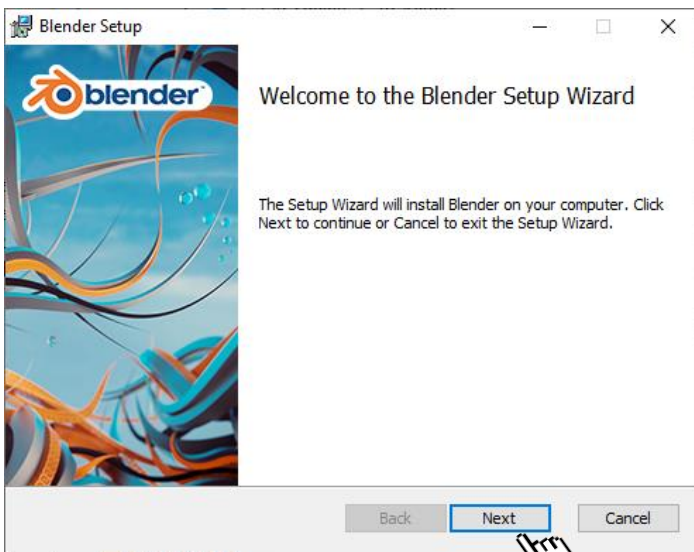 Blender Setup
blender
Welcome to the Blender Setup Wizard
The Setup Wizard will install Blender on your computer. Click
Next to continue or Cancel to exit the Setup Wizard.
Back
Next
Cancel